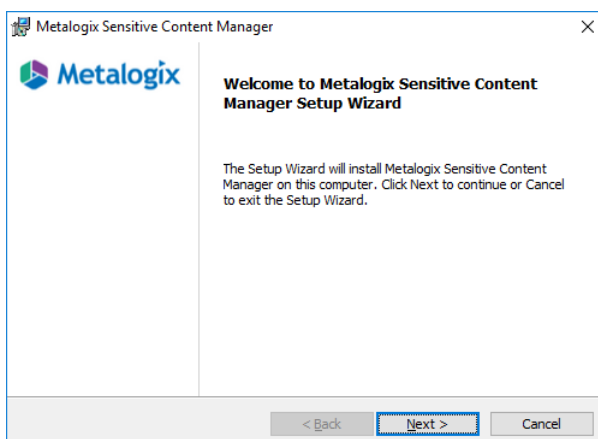 Metalogix Sensitive Content Manager
Metalogix
Welcome to Metalogix Sensitive Content
Manager Setup Wizard
The Setup Wizard will install Metalogix Sensitive Content
Manager on this computer. Click Next to continue or Cancel
to exit the Setup Wizard.
< Back
Next >
Cancel